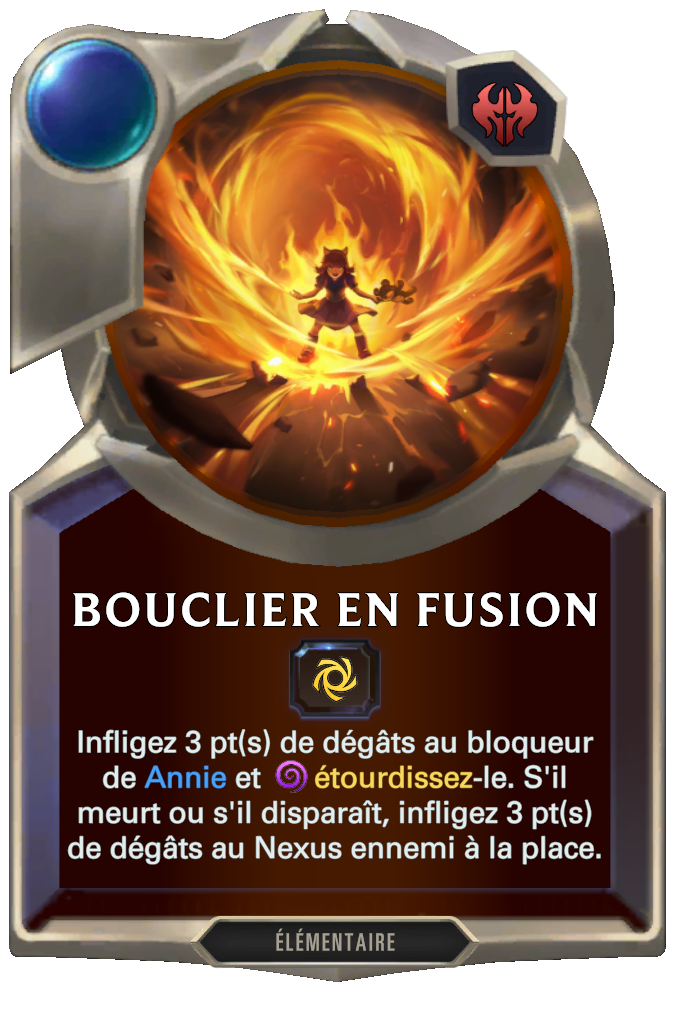 BOUCLIER EN FUSION
Infligez 3 pt(s) de dégâts au bloqueur
de Annie et étourdissez-le. S'il
meurt ou s'il disparaît, infligez 3 pt(s)
de dégâts au Nexus ennemi à la place.
ÉLÉMENTAIRE